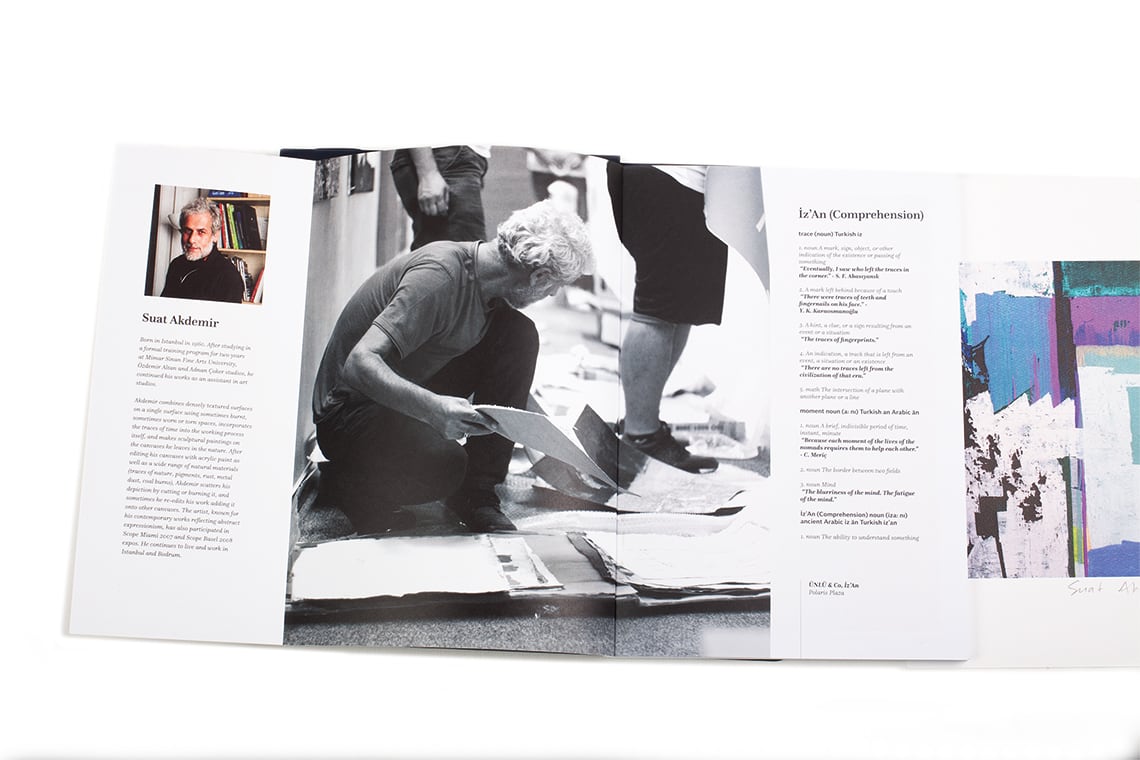 Suat Akdemir
Born in Istanbul in 1960. After studying in
a formal training program for two years
at Mimar Sinan Fine Arts University,
Özdemir Altan and Adnan Çoker studios, he
continued his works as an assistant in art
studios.
Akdemir combines densely textured surfaces
on a single surface using sometimes burnt,
sometimes worn or torn spaces, incorporates
the traces of time into the working process
itself, and makes sculptural paintings on
the canvases he leaves in the nature. After
editing his canvases with acrylic paint as
well as a wide range of natural materials
(traces of nature, pigments, rust, metal
dust, coal burns), Akdemir scatters his
depiction by cutting or burning it, and
sometimes he re-edits his work adding it
onto other canvases. The artist, known for
his contemporary works reflecting abstract
expressionism, has also participated in
Scope Miami 2007 and Scope Basel 2008
expos. He continues to live and work in
Istanbul and Bodrum.
İz'An (Comprehension)
trace (noun) Turkish iz
1. noun A mark, sign, object, or other
indication of the existence or passing of
something
"Eventually, I saw who left the traces in
the corner." - S. F. Abasıyanık
2. A mark left behind because of a touch
"There were traces of teeth and
fingernails on his face." -
Y. K. Karaosmanoğlu
3. A hint, a clue, or a sign resulting from an
event or a situation
"The traces of fingerprints."
4. An indication, a track that is left from an
event, a situation or an existence
"There are no traces left from the
civilization of that era."
5. math The intersection of a plane with
another plane or a line
moment noun (a: nı) Turkish an Arabic ān
1. noun A brief, indivisible period of time,
instant, minute
"Because each moment of the lives of the
nomads requires them to help each other."
- C. Meriç
2. noun The border between two fields
3. noun Mind
"The blurriness of the mind. The fatigue
of the mind."
İz'An (Comprehension) noun (iza: nı)
ancient Arabic iz ān Turkish iz'an
1. noun The ability to understand something
ÜNLÜ & Co, İz'An
Polaris Plaza
Suat Ak